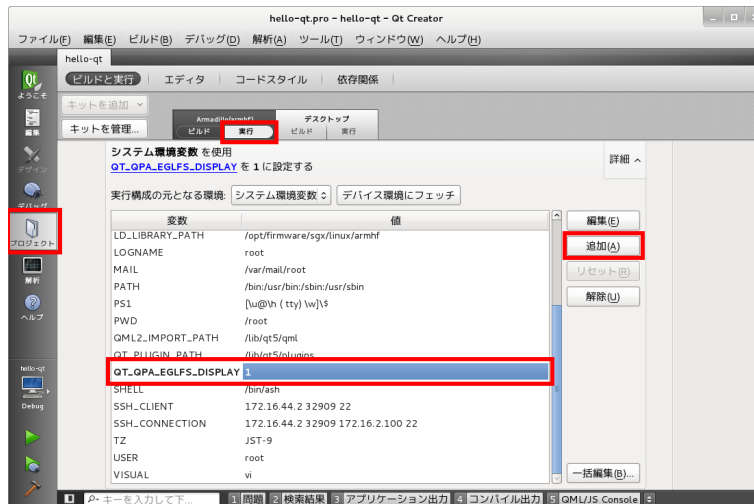 hello-qt.pro - hello-qt - Qt Creator
ファイル(F) 編集(E) ビルド(B) デバッグ(D) 解析(A) ツール(T) ウィンドウ(W) ヘルプ(H)
hello-qt
Qt
ようこそ
編集
デザイン
デバッグ
プロジェクト
解析
ヘルプ
hello-qt
Debug
ビルドと実行 エディタ コードスタイル 依存関係
キットを追加
キットを管理...
Armadillo(armhf)
ビルド 実行
デスクトップ
ビルド 実行
システム環境変数 を使用
QT_QPA_EGLFS_DISPLAY を 1 に設定する
詳細
実行構成の元となる環境: システム環境変数 デバイス環境にフェッチ
変数 値
LD_LIBRARY_PATH /opt/firmware/sgx/linux/armhf
LOGNAME root
MAIL /var/mail/root
PATH /bin:/usr/bin:/sbin:/usr/sbin
PS1 [\u@\h ( tty) \w]\$
PWD /root
QML2_IMPORT_PATH /lib/qt5/qml
QT_PLUGIN_PATH /lib/qt5/plugins
QT_QPA_EGLFS_DISPLAY 1
SHELL /bin/ash
SSH_CLIENT 172.16.44.2 32909 22
SSH_CONNECTION 172.16.44.2 32909 172.16.2.100 22
TZ JST-9
USER root
VISUAL vi
編集(E)
追加(A)
リセット(R)
解除(U)
一括編集(B)...
キーを入力して下... 1 問題 2 検索結果 3 アプリケーション出力 4 コンパイル出力 5 QML/JS Console